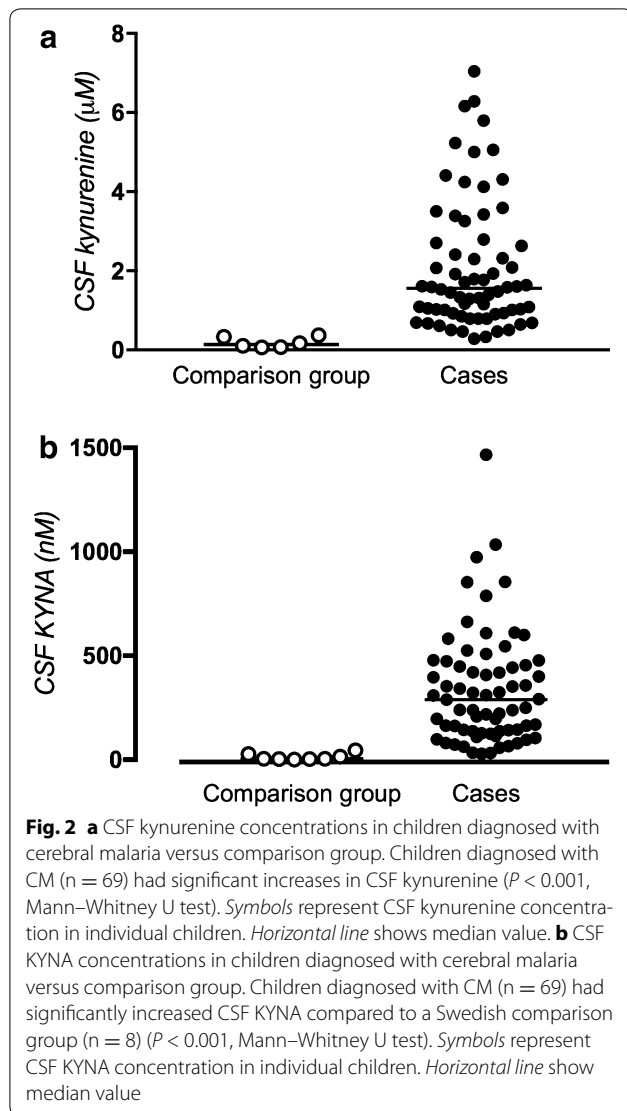 a
8
6
4
2
0
CSF kynurenine (µM)
Comparison group
Cases
b
1500
1000
500
0
CSF KYNA (nM)
Comparison group
Cases
Fig. 2 a CSF kynurenine concentrations in children diagnosed with
cerebral malaria versus comparison group. Children diagnosed with
CM (n = 69) had significant increases in CSF kynurenine (P < 0.001,
Mann–Whitney U test). Symbols represent CSF kynurenine concentra-
tion in individual children. Horizontal line shows median value. b CSF
KYNA concentrations in children diagnosed with cerebral malaria
versus comparison group. Children diagnosed with CM (n = 69) had
significantly increased CSF KYNA compared to a Swedish comparison
group (n = 8) (P < 0.001, Mann–Whitney U test). Symbols represent
CSF KYNA concentration in individual children. Horizontal line show
median value